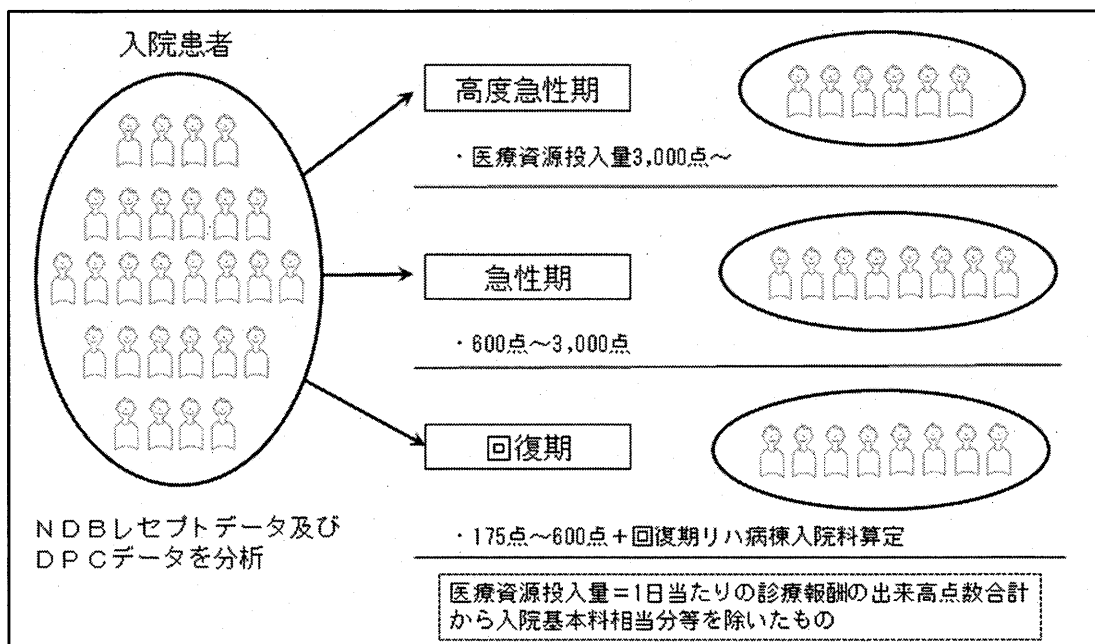 入院患者
高度急性期
・医療資源投入量3,000点～
急性期
・600点～3,000点
回復期
・175点～600点＋回復期リハ病棟入院料算定
ＮＤＢレセプトデータ及び
ＤＰＣデータを分析
医療資源投入量＝1日当たりの診療報酬の出来高点数合計
から入院基本料相当分等を除いたもの